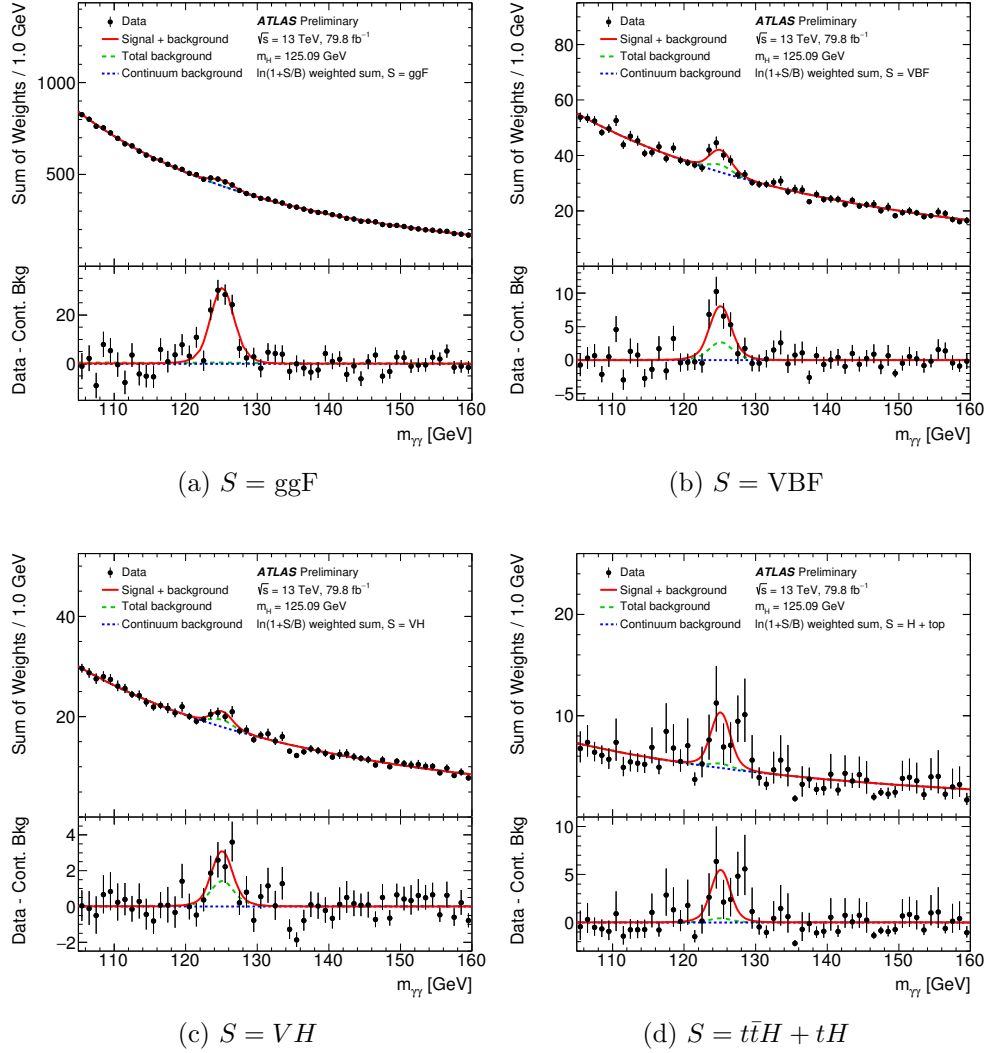 Sum of Weights / 1.0 GeV
1000
500
Data
Signal + background
Total background
Continuum background
ATLAS Preliminary
√s = 13 TeV, 79.8 fb⁻¹
m_H = 125.09 GeV
ln(1+S/B) weighted sum, S = ggF
Data - Cont. Bkg
20
0
110 120 130 140 150 160
m_γγ [GeV]
(a) S = ggF
Sum of Weights / 1.0 GeV
80
60
40
20
Data
Signal + background
Total background
Continuum background
ATLAS Preliminary
√s = 13 TeV, 79.8 fb⁻¹
m_H = 125.09 GeV
ln(1+S/B) weighted sum, S = VBF
Data - Cont. Bkg
10
5
0
−5
110 120 130 140 150 160
m_γγ [GeV]
(b) S = VBF
Sum of Weights / 1.0 GeV
40
20
Data
Signal + background
Total background
Continuum background
ATLAS Preliminary
√s = 13 TeV, 79.8 fb⁻¹
m_H = 125.09 GeV
ln(1+S/B) weighted sum, S = VH
Data - Cont. Bkg
4
2
0
−2
110 120 130 140 150 160
m_γγ [GeV]
(c) S = VH
Sum of Weights / 1.0 GeV
20
10
Data
Signal + background
Total background
Continuum background
ATLAS Preliminary
√s = 13 TeV, 79.8 fb⁻¹
m_H = 125.09 GeV
ln(1+S/B) weighted sum, S = H + top
Data - Cont. Bkg
10
5
0
110 120 130 140 150 160
m_γγ [GeV]
(d) S = tt̄H + tH